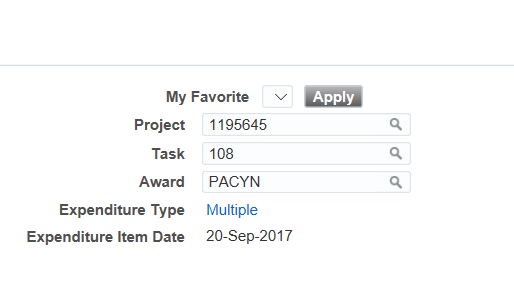 My Favorite Apply
Project 1195645
Task 108
Award PACYN
Expenditure Type Multiple
Expenditure Item Date 20-Sep-2017